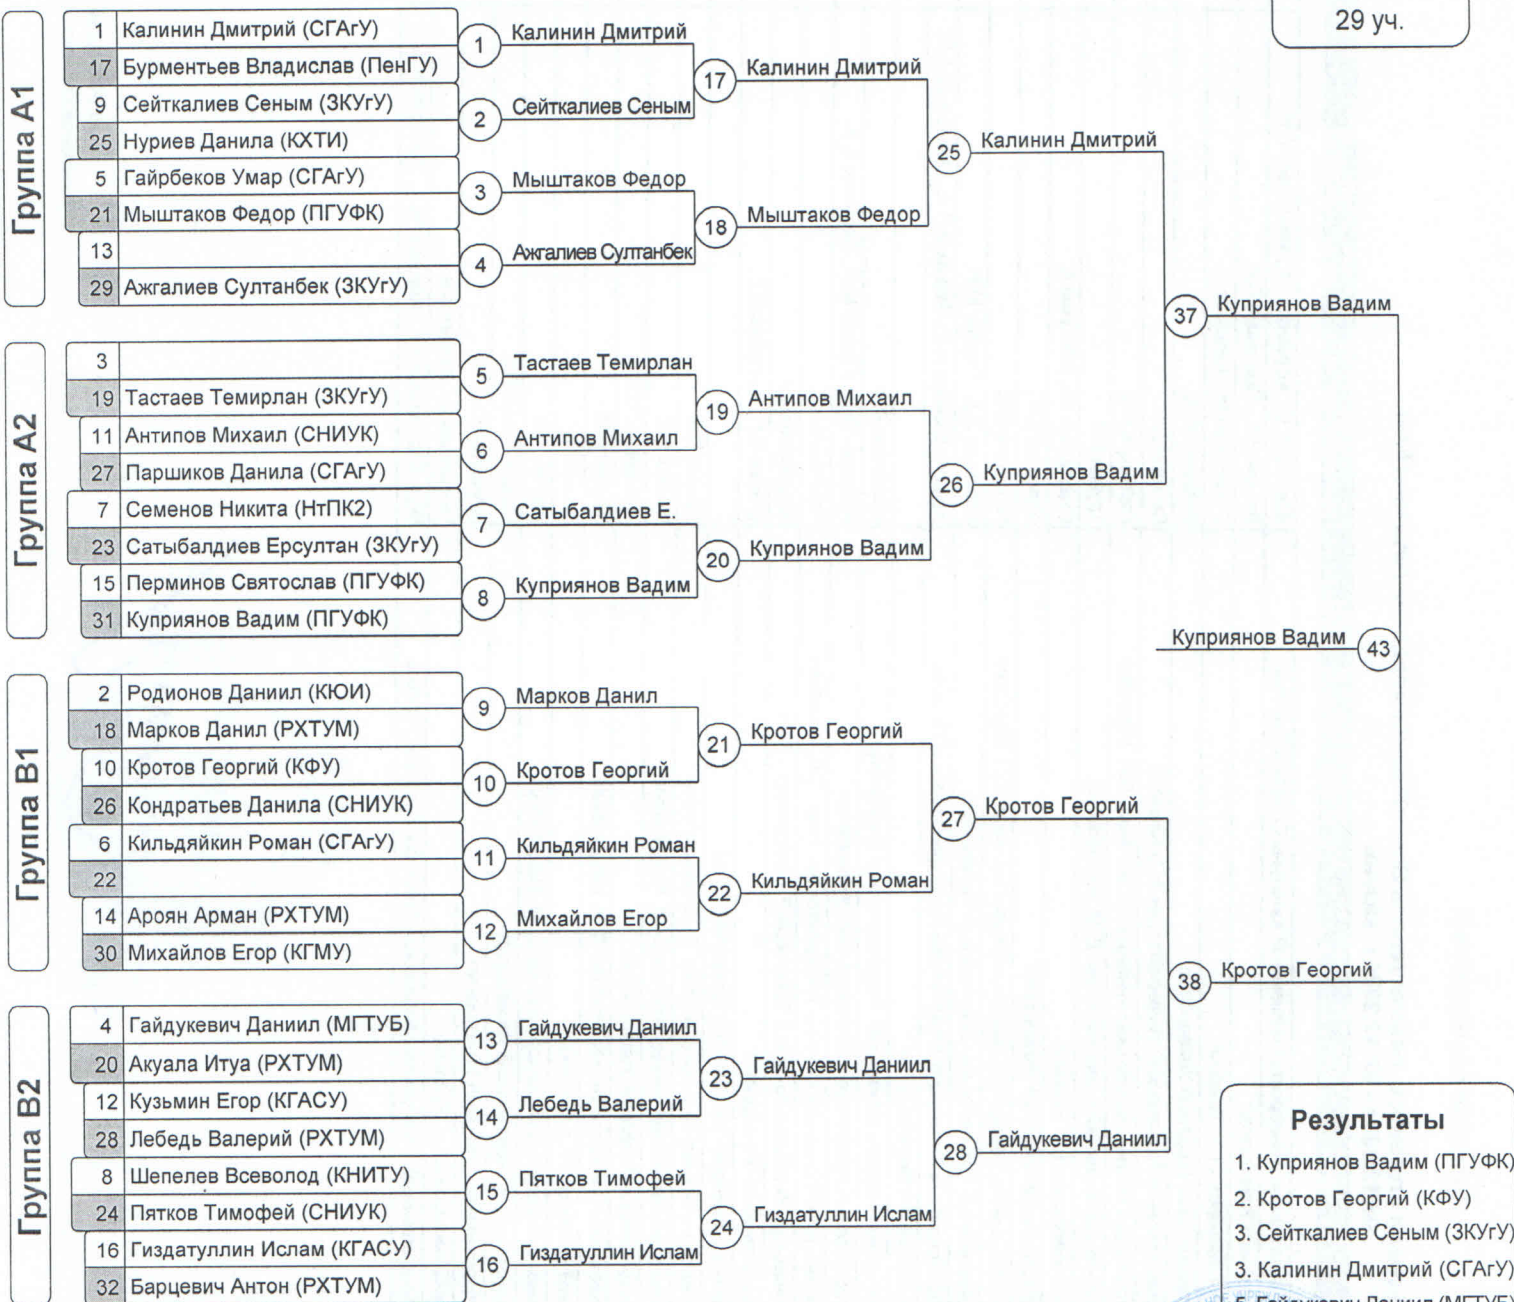 29 уч.
Группа А1
1 Калинин Дмитрий (СГАгУ)
17 Бурментьев Владислав (ПенГУ)
9 Сейткалиев Сеным (ЗКУгУ)
25 Нуриев Данила (КХТИ)
5 Гайрбеков Умар (СГАгУ)
21 Мыштаков Федор (ПГУФК)
13
29 Ажгалиев Султанбек (ЗКУгУ)
1 Калинин Дмитрий
2 Сейткалиев Сеным
3 Мыштаков Федор
4 Ажгалиев Султанбек
17 Калинин Дмитрий
18 Мыштаков Федор
25 Калинин Дмитрий
Группа А2
3
19 Тастаев Темирлан (ЗКУгУ)
11 Антипов Михаил (СНИУК)
27 Паршиков Данила (СГАгУ)
7 Семенов Никита (НтПК2)
23 Сатыбалдиев Ерсултан (ЗКУгУ)
15 Перминов Святослав (ПГУФК)
31 Куприянов Вадим (ПГУФК)
5 Тастаев Темирлан
6 Антипов Михаил
7 Сатыбалдиев Е.
8 Куприянов Вадим
19 Антипов Михаил
20 Куприянов Вадим
26 Куприянов Вадим
37 Куприянов Вадим
Куприянов Вадим 43
Группа В1
2 Родионов Даниил (КЮИ)
18 Марков Данил (РХТУМ)
10 Кротов Георгий (КФУ)
26 Кондратьев Данила (СНИУК)
6 Кильдяйкин Роман (СГАгУ)
22
14 Ароян Арман (РХТУМ)
30 Михайлов Егор (КГМУ)
9 Марков Данил
10 Кротов Георгий
11 Кильдяйкин Роман
12 Михайлов Егор
21 Кротов Георгий
22 Кильдяйкин Роман
27 Кротов Георгий
38 Кротов Георгий
Группа В2
4 Гайдукевич Даниил (МГТУБ)
20 Акуала Итуа (РХТУМ)
12 Кузьмин Егор (КГАСУ)
28 Лебедь Валерий (РХТУМ)
8 Шепелев Всеволод (КНИТУ)
24 Пятков Тимофей (СНИУК)
16 Гиздатуллин Ислам (КГАСУ)
32 Барцевич Антон (РХТУМ)
13 Гайдукевич Даниил
14 Лебедь Валерий
15 Пятков Тимофей
16 Гиздатуллин Ислам
23 Гайдукевич Даниил
24 Гиздатуллин Ислам
28 Гайдукевич Даниил
Результаты
1. Куприянов Вадим (ПГУФК)
2. Кротов Георгий (КФУ)
3. Сейткалиев Сеным (ЗКУгУ)
3. Калинин Дмитрий (СГАгУ)
5. Гайдукевич Даниил (МГТУБ)